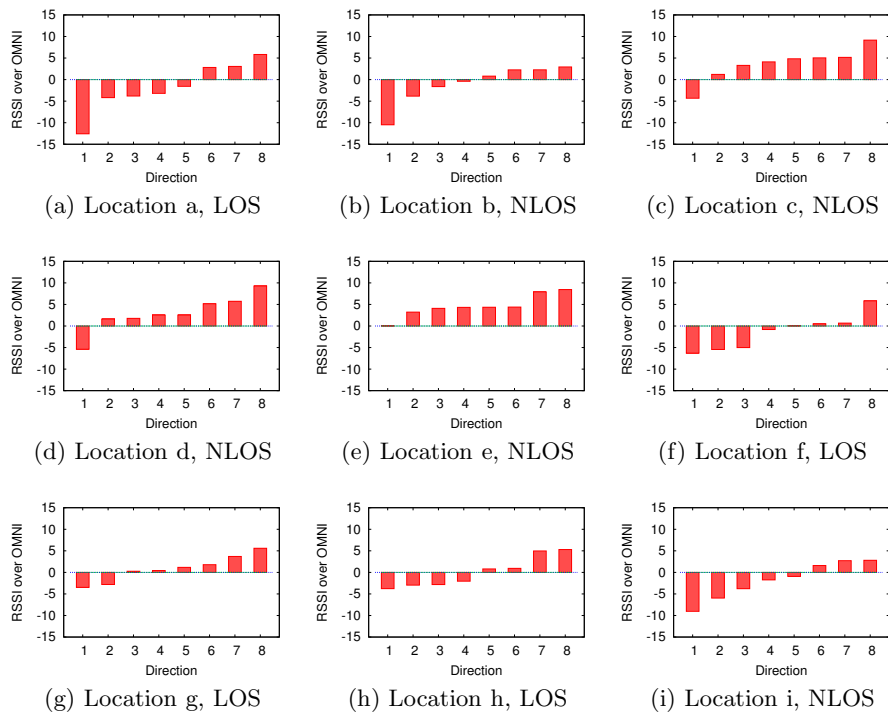 15
10
5
0
-5
-10
-15
RSSI over OMNI
1 2 3 4 5 6 7 8
Direction
(a) Location a, LOS
15
10
5
0
-5
-10
-15
RSSI over OMNI
1 2 3 4 5 6 7 8
Direction
(b) Location b, NLOS
15
10
5
0
-5
-10
-15
RSSI over OMNI
1 2 3 4 5 6 7 8
Direction
(c) Location c, NLOS
15
10
5
0
-5
-10
-15
RSSI over OMNI
1 2 3 4 5 6 7 8
Direction
(d) Location d, NLOS
15
10
5
0
-5
-10
-15
RSSI over OMNI
1 2 3 4 5 6 7 8
Direction
(e) Location e, NLOS
15
10
5
0
-5
-10
-15
RSSI over OMNI
1 2 3 4 5 6 7 8
Direction
(f) Location f, LOS
15
10
5
0
-5
-10
-15
RSSI over OMNI
1 2 3 4 5 6 7 8
Direction
(g) Location g, LOS
15
10
5
0
-5
-10
-15
RSSI over OMNI
1 2 3 4 5 6 7 8
Direction
(h) Location h, LOS
15
10
5
0
-5
-10
-15
RSSI over OMNI
1 2 3 4 5 6 7 8
Direction
(i) Location i, NLOS